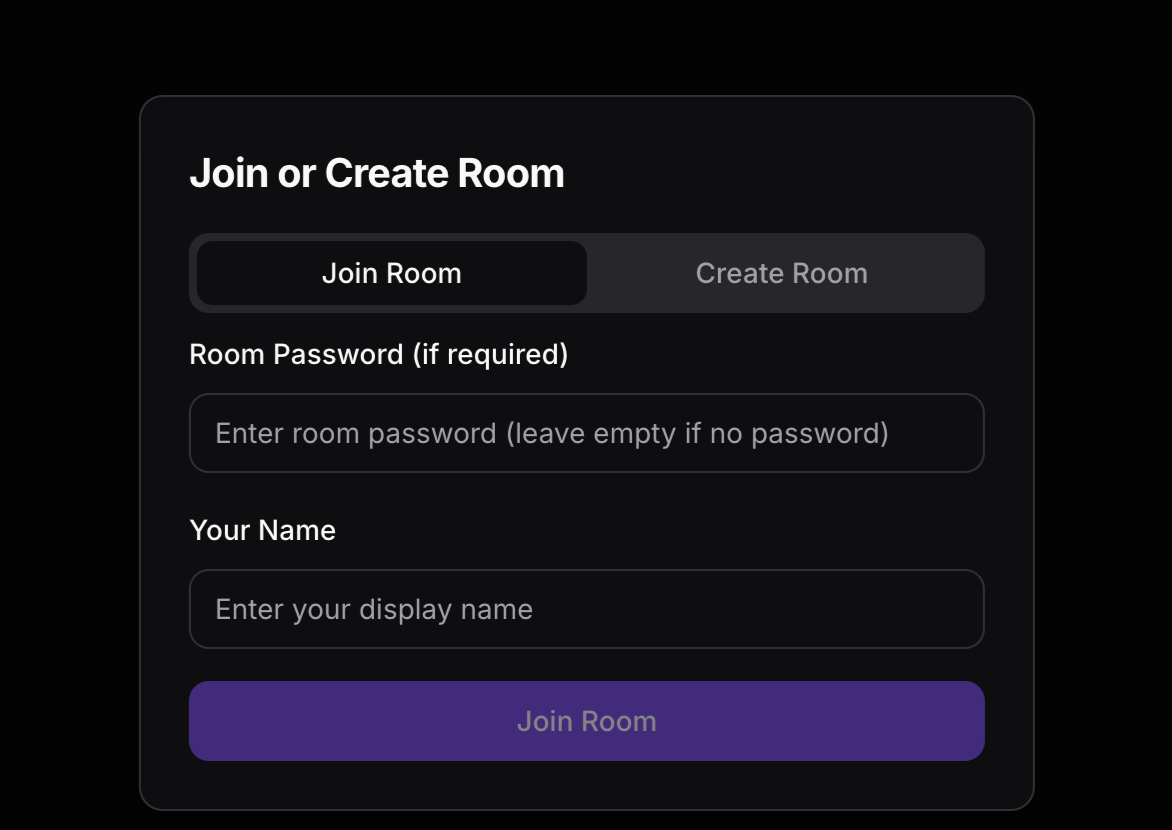 Join or Create Room
Join Room
Create Room
Room Password (if required)
Enter room password (leave empty if no password)
Your Name
Enter your display name
Join Room